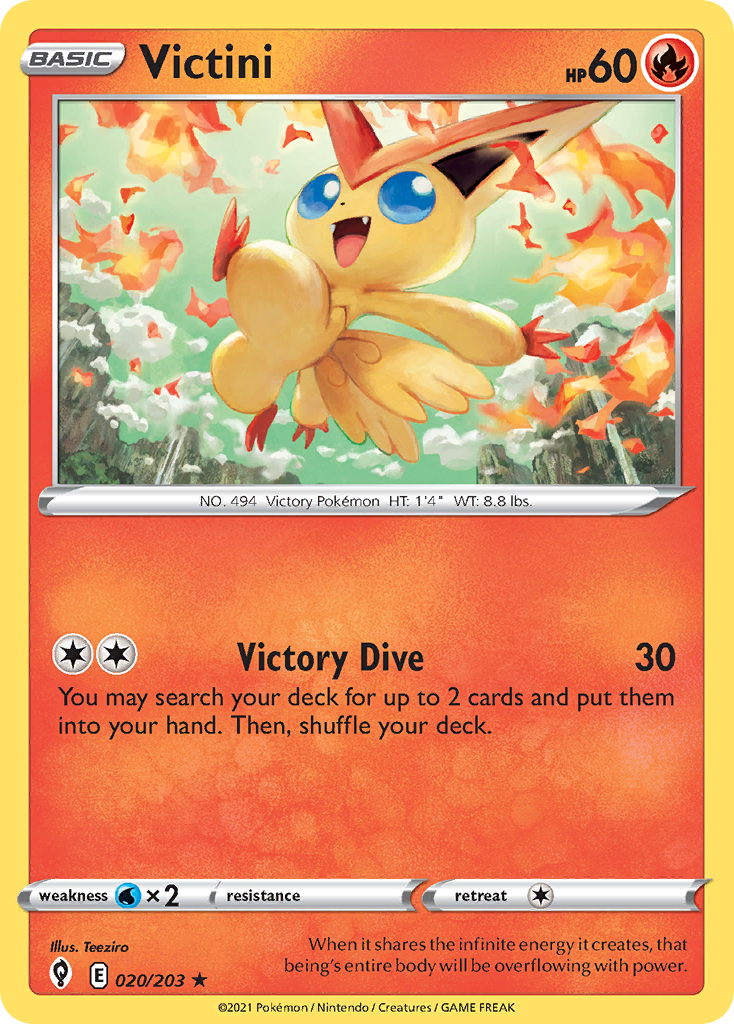 BASIC Victini HP60
NO. 494 Victory Pokémon HT: 1'4" WT: 8.8 lbs.
Victory Dive 30
You may search your deck for up to 2 cards and put them
into your hand. Then, shuffle your deck.
weakness ×2 resistance retreat
Illus. Teeziro
When it shares the infinite energy it creates, that
being's entire body will be overflowing with power.
E 020/203 ★
©2021 Pokémon / Nintendo / Creatures / GAME FREAK